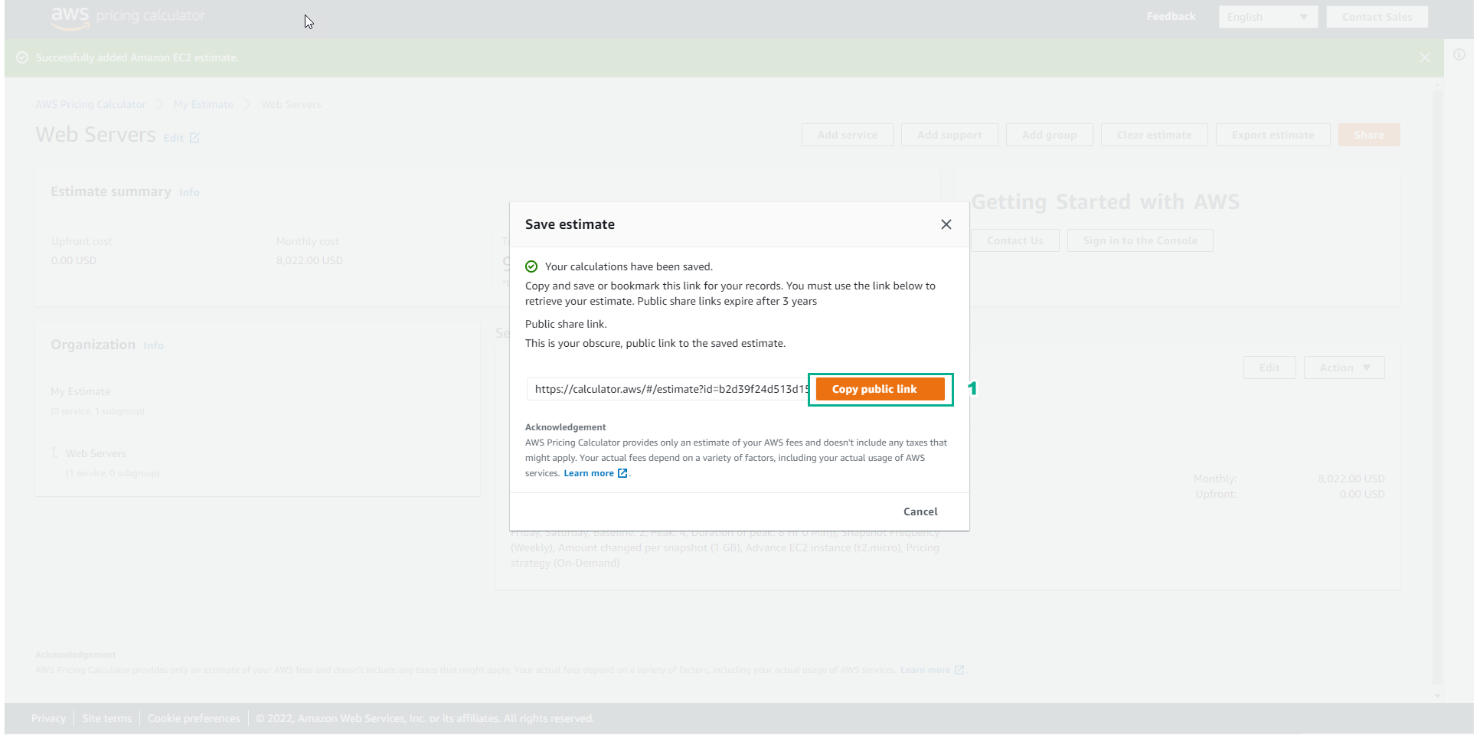 aws pricing calculator
Feedback
English
Contact Sales
Successfully added Amazon EC2 estimate.
AWS Pricing Calculator
My Estimate
Web Servers
Web Servers
Edit
Add service
Add support
Add group
Clear estimate
Export estimate
Share
Estimate summary Info
Upfront cost
Monthly cost
0.00 USD
8,022.00 USD
Getting Started with AWS
Contact Us
Sign in to the Console
Save estimate
Your calculations have been saved.
Copy and save or bookmark this link for your records. You must use the link below to
retrieve your estimate. Public share links expire after 3 years
Public share link.
This is your obscure, public link to the saved estimate.
https://calculator.aws/#/estimate?id=b2d39f24d513d15
Copy public link
1
Acknowledgement
AWS Pricing Calculator provides only an estimate of your AWS fees and doesn't include any taxes that
might apply. Your actual fees depend on a variety of factors, including your actual usage of AWS
services. Learn more .
Cancel
Organization Info
My Estimate
(0 service, 1 subgroup)
Web Servers
(1 service, 0 subgroup)
Edit
Action
Monthly: 8,022.00 USD
Upfront: 0.00 USD
Friday, Saturday, Baseline: 2, Peak: 4, Duration of peak: 8 Hr 0 Min), Snapshot Frequency
(Weekly), Amount changed per snapshot (1 GB), Advance EC2 instance (t2.micro), Pricing
strategy (On-Demand)
Acknowledgement
AWS Pricing Calculator provides only an estimate of your AWS fees and doesn't include any taxes that might apply. Your actual fees depend on a variety of factors, including your actual usage of AWS services. Learn more .
Privacy
Site terms
Cookie preferences
© 2022, Amazon Web Services, Inc. or its affiliates. All rights reserved.